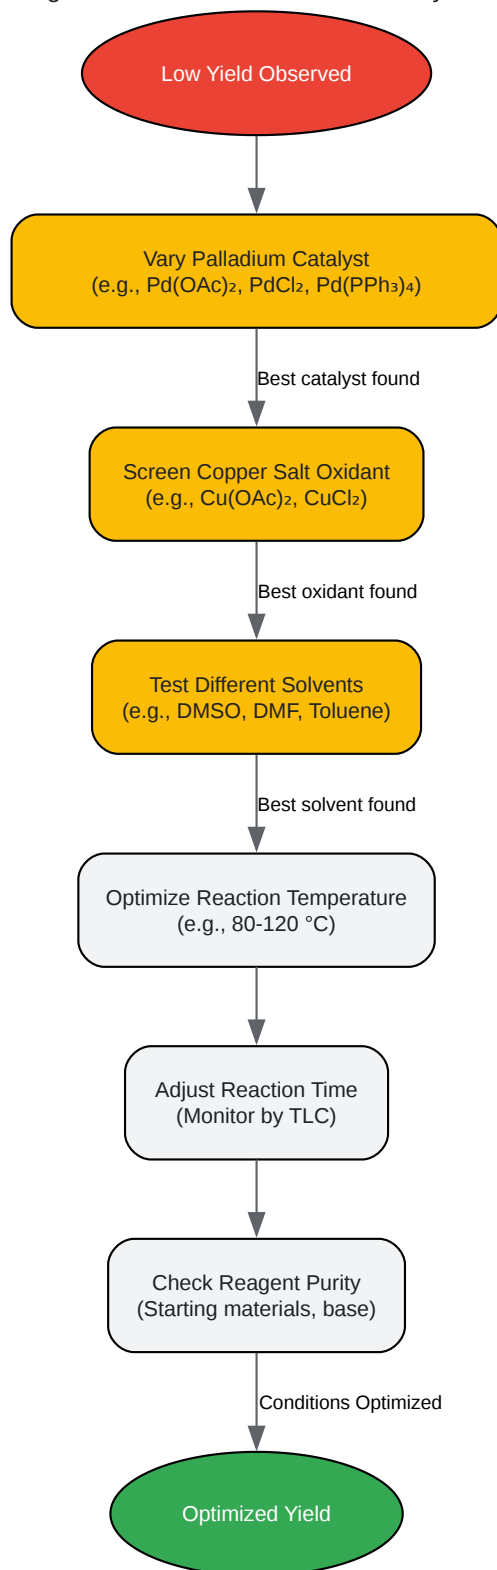 Low Yield Observed
Vary Palladium Catalyst
(e.g., Pd(OAc)₂, PdCl₂, Pd(PPh₃)₄)
Best catalyst found
Screen Copper Salt Oxidant
(e.g., Cu(OAc)₂, CuCl₂)
Best oxidant found
Test Different Solvents
(e.g., DMSO, DMF, Toluene)
Best solvent found
Optimize Reaction Temperature
(e.g., 80-120 °C)
Adjust Reaction Time
(Monitor by TLC)
Check Reagent Purity
(Starting materials, base)
Conditions Optimized
Optimized Yield